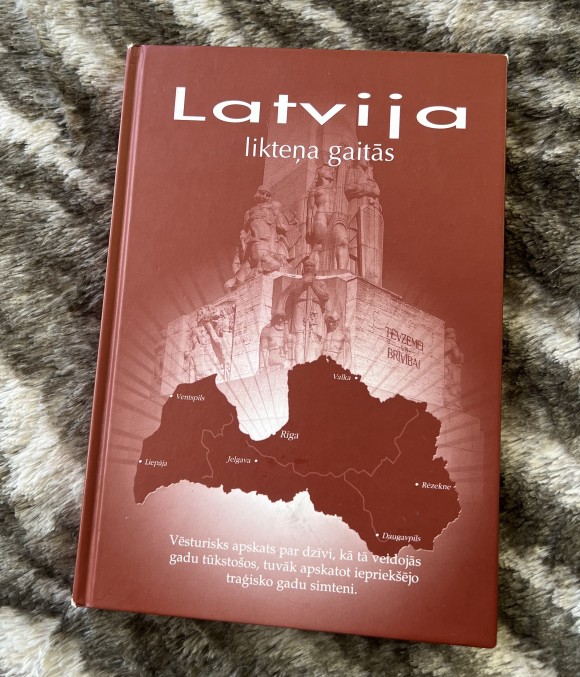 Latvija
likteņa gaitās
TĒVZEMEI
BRĪVĪBAI
Valka
Ventspils
Rīga
Liepāja
Jelgava
Rēzekne
Daugavpils
Vēsturisks apskats par dzīvi, kā tā veidojās
gadu tūkstošos, tuvāk apskatot iepriekšējo
traģisko gadu simteni.